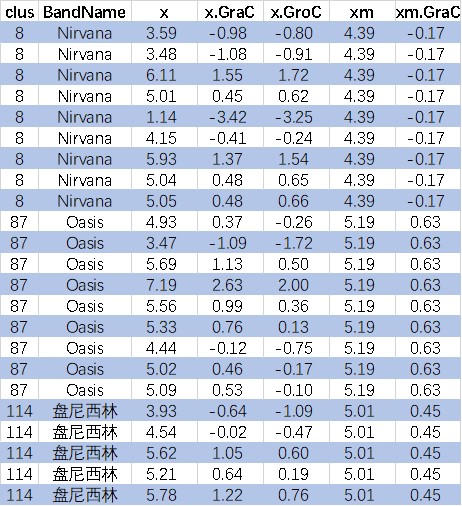 clus BandName x x.GraC x.GroC xm xm.GraC
8 Nirvana 3.59 -0.98 -0.80 4.39 -0.17
8 Nirvana 3.48 -1.08 -0.91 4.39 -0.17
8 Nirvana 6.11 1.55 1.72 4.39 -0.17
8 Nirvana 5.01 0.45 0.62 4.39 -0.17
8 Nirvana 1.14 -3.42 -3.25 4.39 -0.17
8 Nirvana 4.15 -0.41 -0.24 4.39 -0.17
8 Nirvana 5.93 1.37 1.54 4.39 -0.17
8 Nirvana 5.04 0.48 0.65 4.39 -0.17
8 Nirvana 5.05 0.48 0.66 4.39 -0.17
87 Oasis 4.93 0.37 -0.26 5.19 0.63
87 Oasis 3.47 -1.09 -1.72 5.19 0.63
87 Oasis 5.69 1.13 0.50 5.19 0.63
87 Oasis 7.19 2.63 2.00 5.19 0.63
87 Oasis 5.56 0.99 0.36 5.19 0.63
87 Oasis 5.33 0.76 0.13 5.19 0.63
87 Oasis 4.44 -0.12 -0.75 5.19 0.63
87 Oasis 5.02 0.46 -0.17 5.19 0.63
87 Oasis 5.09 0.53 -0.10 5.19 0.63
114 盘尼西林 3.93 -0.64 -1.09 5.01 0.45
114 盘尼西林 4.54 -0.02 -0.47 5.01 0.45
114 盘尼西林 5.62 1.05 0.60 5.01 0.45
114 盘尼西林 5.21 0.64 0.19 5.01 0.45
114 盘尼西林 5.78 1.22 0.76 5.01 0.45